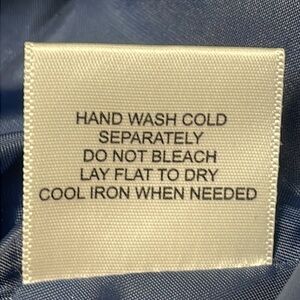 HAND WASH COLD
SEPARATELY
DO NOT BLEACH
LAY FLAT TO DRY
COOL IRON WHEN NEEDED